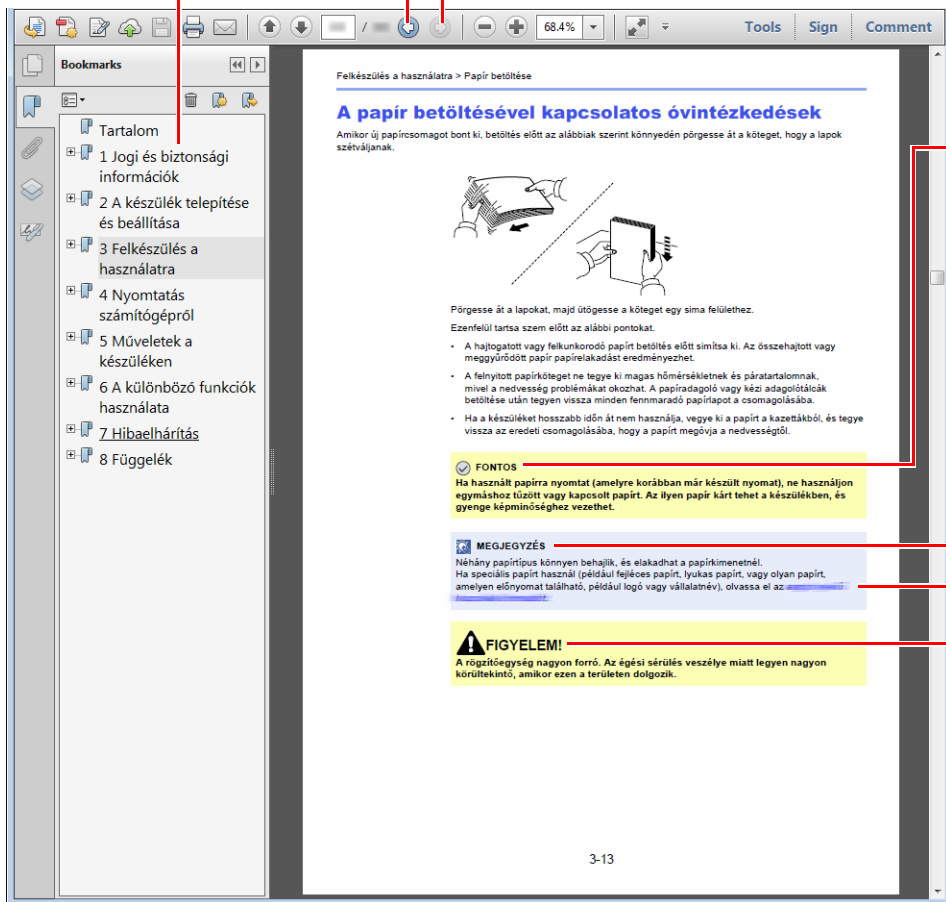 /
68.4%
Tools
Sign
Comment
Bookmarks
Tartalom
1 Jogi és biztonsági
információk
2 A készülék telepítése
és beállítása
3 Felkészülés a
használatra
4 Nyomtatás
számítógépről
5 Műveletek a
készüléken
6 A különböző funkciók
használata
7 Hibaelhárítás
8 Függelék
Felkészülés a használatra > Papír betöltése
A papír betöltésével kapcsolatos óvintézkedések
Amikor új papírcsomagot bont ki, betöltés előtt az alábbiak szerint könnyedén pörgesse át a köteget, hogy a lapok
szétváljanak.
Pörgesse át a lapokat, majd ütögesse a köteget egy sima felülethez.
Ezenfelül tartsa szem előtt az alábbi pontokat.
• A hajtogatott vagy felkunkorodó papírt betöltés előtt simítsa ki. Az összehajtott vagy
meggyűrődött papír papírelakadást eredményezhet.
• A felnyitott papírköteget ne tegye ki magas hőmérsékletnek és páratartalomnak,
mivel a nedvesség problémákat okozhat. A papíradagoló vagy kézi adagolótálcák
betöltése után tegyen vissza minden fennmaradó papírlapot a csomagolásába.
• Ha a készüléket hosszabb időn át nem használja, vegye ki a papírt a kazettákból, és tegye
vissza az eredeti csomagolásába, hogy a papírt megóvja a nedvességtől.
FONTOS
Ha használt papírra nyomtat (amelyre korábban már készült nyomat), ne használjon
egymáshoz tűzött vagy kapcsolt papírt. Az ilyen papír kárt tehet a készülékben, és
gyenge képminőséghez vezethet.
MEGJEGYZÉS
Néhány papírtípus könnyen behajlik, és elakadhat a papírkimenetnél.
Ha speciális papírt használ (például fejléces papírt, lyukas papírt, vagy olyan papírt,
amelyen előnyomat található, például logó vagy vállalatnév), olvassa el az
FIGYELEM!
A rögzítőegység nagyon forró. Az égési sérülés veszélye miatt legyen nagyon
körültekintő, amikor ezen a területen dolgozik.
3-13